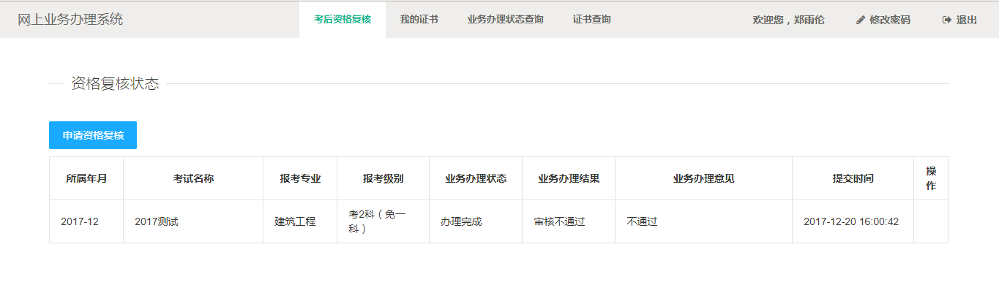 网上业务办理系统 考后资格复核 我的证书 业务办理状态查询 证书查询 欢迎您，郑雨伦 修改密码 退出
资格复核状态
申请资格复核
所属年月 考试名称 报考专业 报考级别 业务办理状态 业务办理结果 业务办理意见 提交时间 操
作
2017-12 2017测试 建筑工程 考2科（免一 办理完成 审核不通过 不通过 2017-12-20 16:00:42
科）